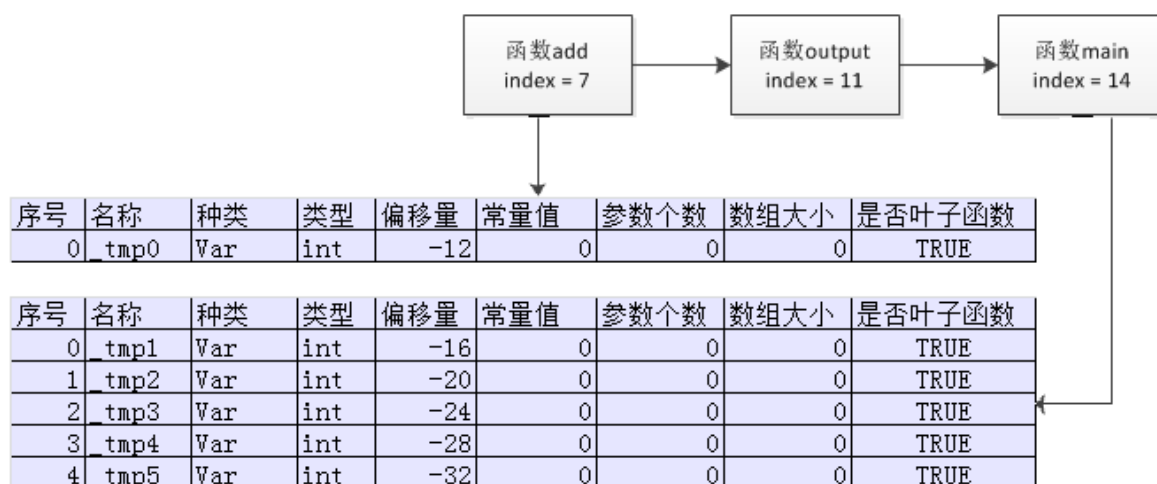 函数add
index = 7
函数output
index = 11
函数main
index = 14
序号 名称 种类 类型 偏移量 常量值 参数个数 数组大小 是否叶子函数
0 _tmp0 Var int -12 0 0 0 TRUE
序号 名称 种类 类型 偏移量 常量值 参数个数 数组大小 是否叶子函数
0 _tmp1 Var int -16 0 0 0 TRUE
1 _tmp2 Var int -20 0 0 0 TRUE
2 _tmp3 Var int -24 0 0 0 TRUE
3 _tmp4 Var int -28 0 0 0 TRUE
4 _tmp5 Var int -32 0 0 0 TRUE